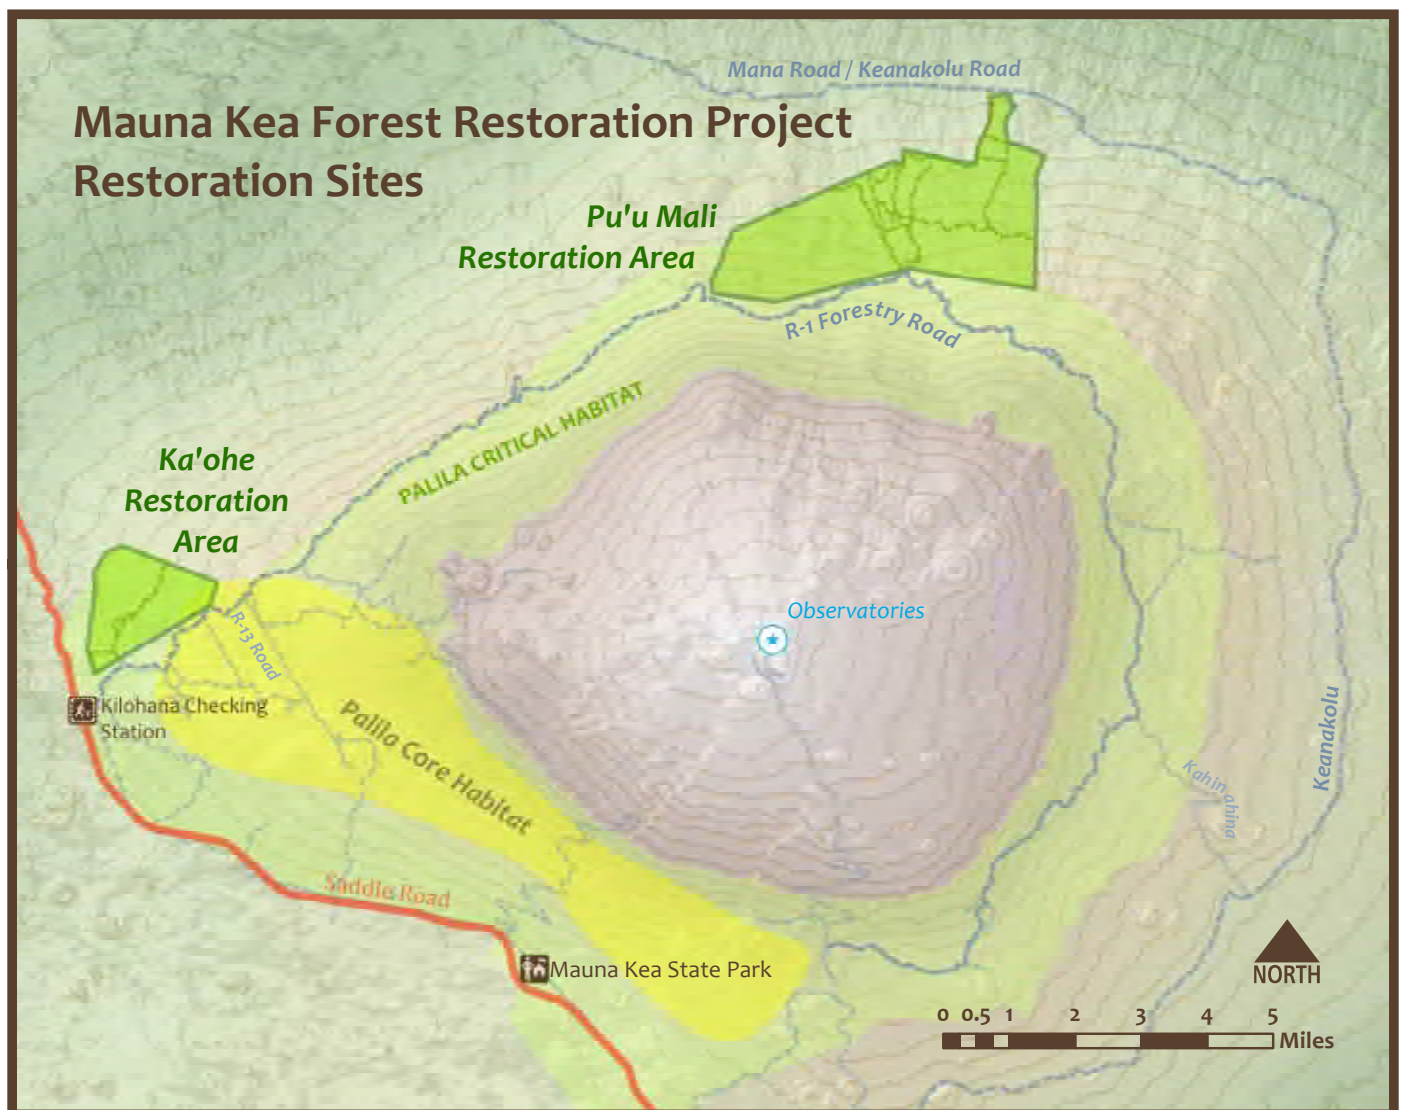 Mana Road / Keanakolu Road
Mauna Kea Forest Restoration Project
Restoration Sites
Pu'u Mali
Restoration Area
R-1 Forestry Road
PALILA CRITICAL HABITAT
Ka'ohe
Restoration
Area
Observatories
R-13 Road
Kilohana Checking
Station
Palila Core Habitat
Keanakolu
Kahinahina
Saddle Road
Mauna Kea State Park
NORTH
0 0.5 1 2 3 4 5
Miles